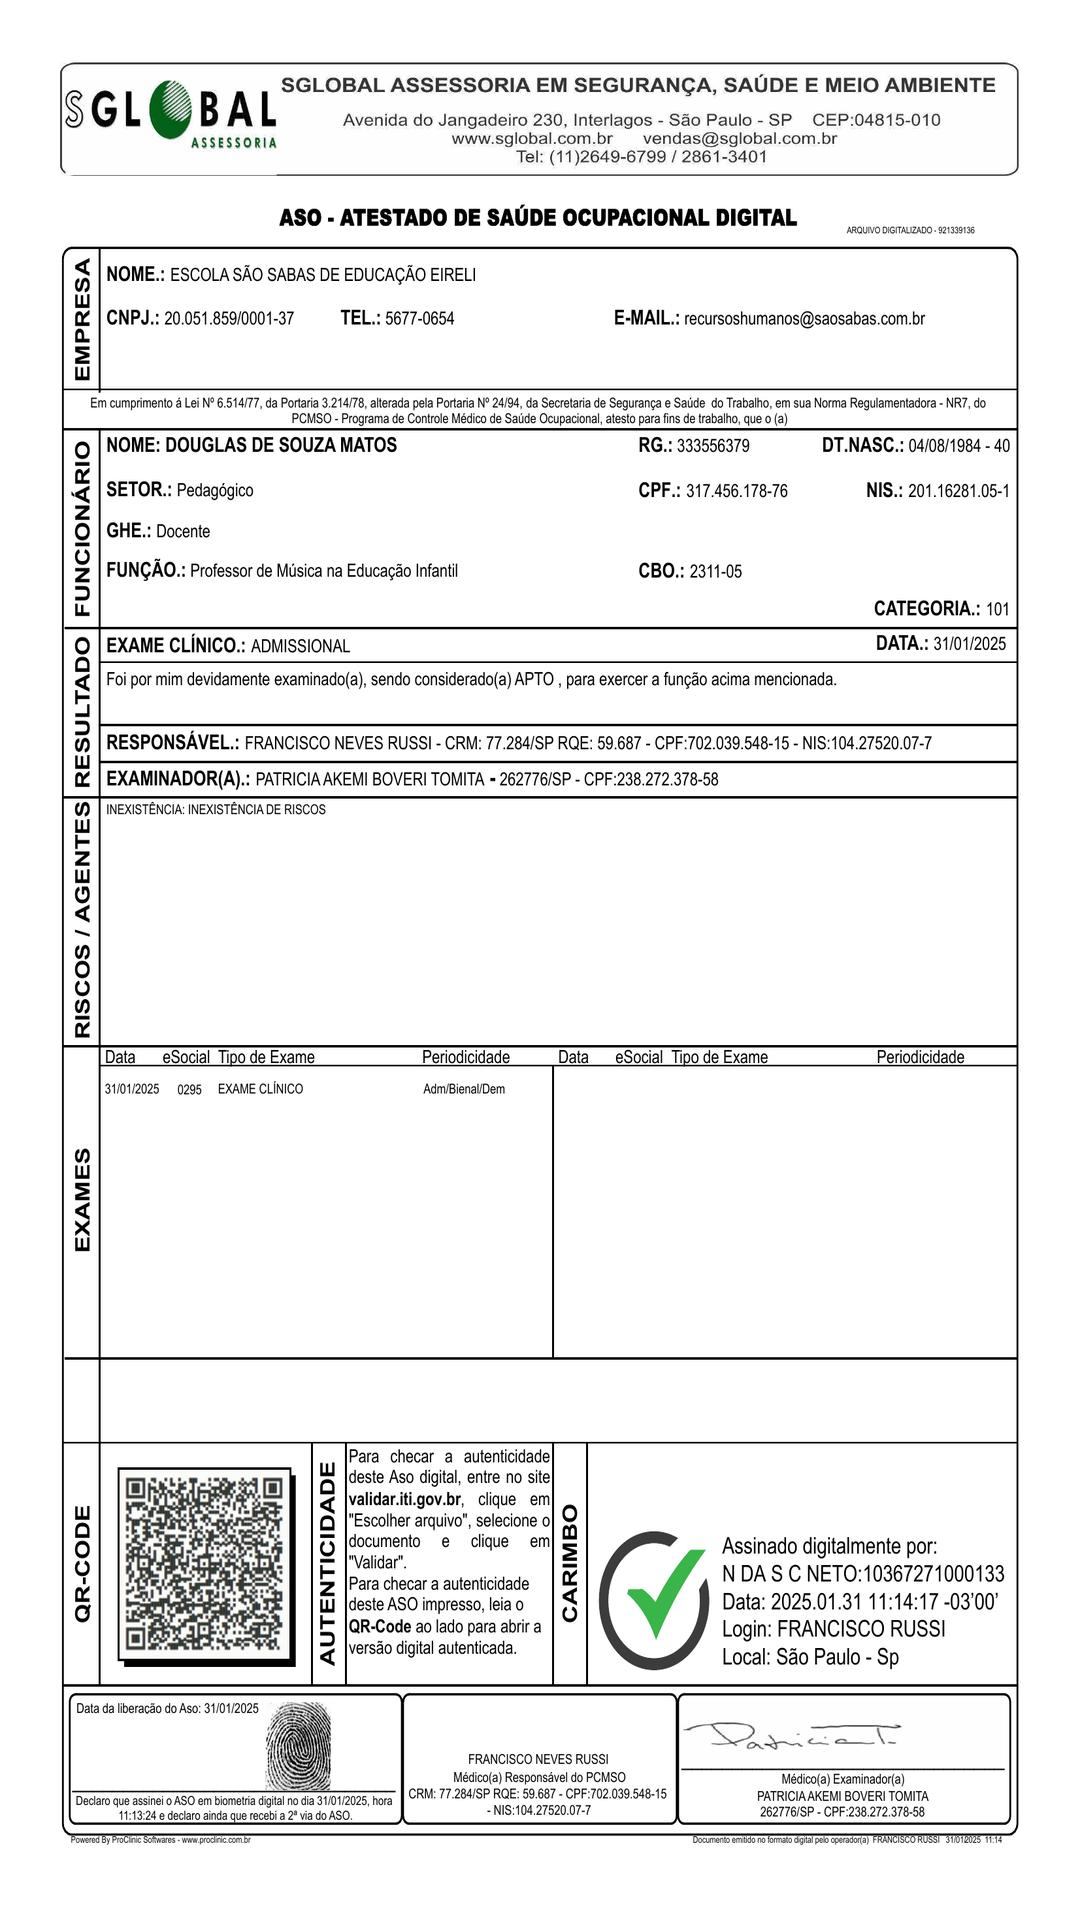 SGLOBAL ASSESSORIA
SGLOBAL ASSESSORIA EM SEGURANÇA, SAÚDE E MEIO AMBIENTE
Avenida do Jangadeiro 230, Interlagos - São Paulo - SP CEP:04815-010
www.sglobal.com.br vendas@sglobal.com.br
Tel: (11)2649-6799 / 2861-3401
ASO - ATESTADO DE SAÚDE OCUPACIONAL DIGITAL
ARQUIVO DIGITALIZADO - 921339136
EMPRESA
NOME.: ESCOLA SÃO SABAS DE EDUCAÇÃO EIRELI
CNPJ.: 20.051.859/0001-37 TEL.: 5677-0654 E-MAIL.: recursoshumanos@saosabas.com.br
Em cumprimento á Lei Nº 6.514/77, da Portaria 3.214/78, alterada pela Portaria Nº 24/94, da Secretaria de Segurança e Saúde do Trabalho, em sua Norma Regulamentadora - NR7, do
PCMSO - Programa de Controle Médico de Saúde Ocupacional, atesto para fins de trabalho, que o (a)
FUNCIONÁRIO
NOME: DOUGLAS DE SOUZA MATOS RG.: 333556379 DT.NASC.: 04/08/1984 - 40
SETOR.: Pedagógico CPF.: 317.456.178-76 NIS.: 201.16281.05-1
GHE.: Docente
FUNÇÃO.: Professor de Música na Educação Infantil CBO.: 2311-05
CATEGORIA.: 101
RESULTADO
EXAME CLÍNICO.: ADMISSIONAL DATA.: 31/01/2025
Foi por mim devidamente examinado(a), sendo considerado(a) APTO , para exercer a função acima mencionada.
RESPONSÁVEL.: FRANCISCO NEVES RUSSI - CRM: 77.284/SP RQE: 59.687 - CPF:702.039.548-15 - NIS:104.27520.07-7
EXAMINADOR(A).: PATRICIA AKEMI BOVERI TOMITA - 262776/SP - CPF:238.272.378-58
RISCOS / AGENTES
INEXISTÊNCIA: INEXISTÊNCIA DE RISCOS
EXAMES
Data eSocial Tipo de Exame Periodicidade Data eSocial Tipo de Exame Periodicidade
31/01/2025 0295 EXAME CLÍNICO Adm/Bienal/Dem
QR-CODE
AUTENTICIDADE
Para checar a autenticidade
deste Aso digital, entre no site
validar.iti.gov.br, clique em
"Escolher arquivo", selecione o
documento e clique em
"Validar".
Para checar a autenticidade
deste ASO impresso, leia o
QR-Code ao lado para abrir a
versão digital autenticada.
CARIMBO
Assinado digitalmente por:
N DA S C NETO:10367271000133
Data: 2025.01.31 11:14:17 -03'00'
Login: FRANCISCO RUSSI
Local: São Paulo - Sp
Data da liberação do Aso: 31/01/2025
Declaro que assinei o ASO em biometria digital no dia 31/01/2025, hora
11:13:24 e declaro ainda que recebi a 2ª via do ASO.
FRANCISCO NEVES RUSSI
Médico(a) Responsável do PCMSO
CRM: 77.284/SP RQE: 59.687 - CPF:702.039.548-15
- NIS:104.27520.07-7
Patricia T.
Médico(a) Examinador(a)
PATRICIA AKEMI BOVERI TOMITA
262776/SP - CPF:238.272.378-58
Powered By ProClinic Softwares - www.proclinic.com.br
Documento emitido no formato digital pelo operador(a) FRANCISCO RUSSI 31/01/2025 11:14